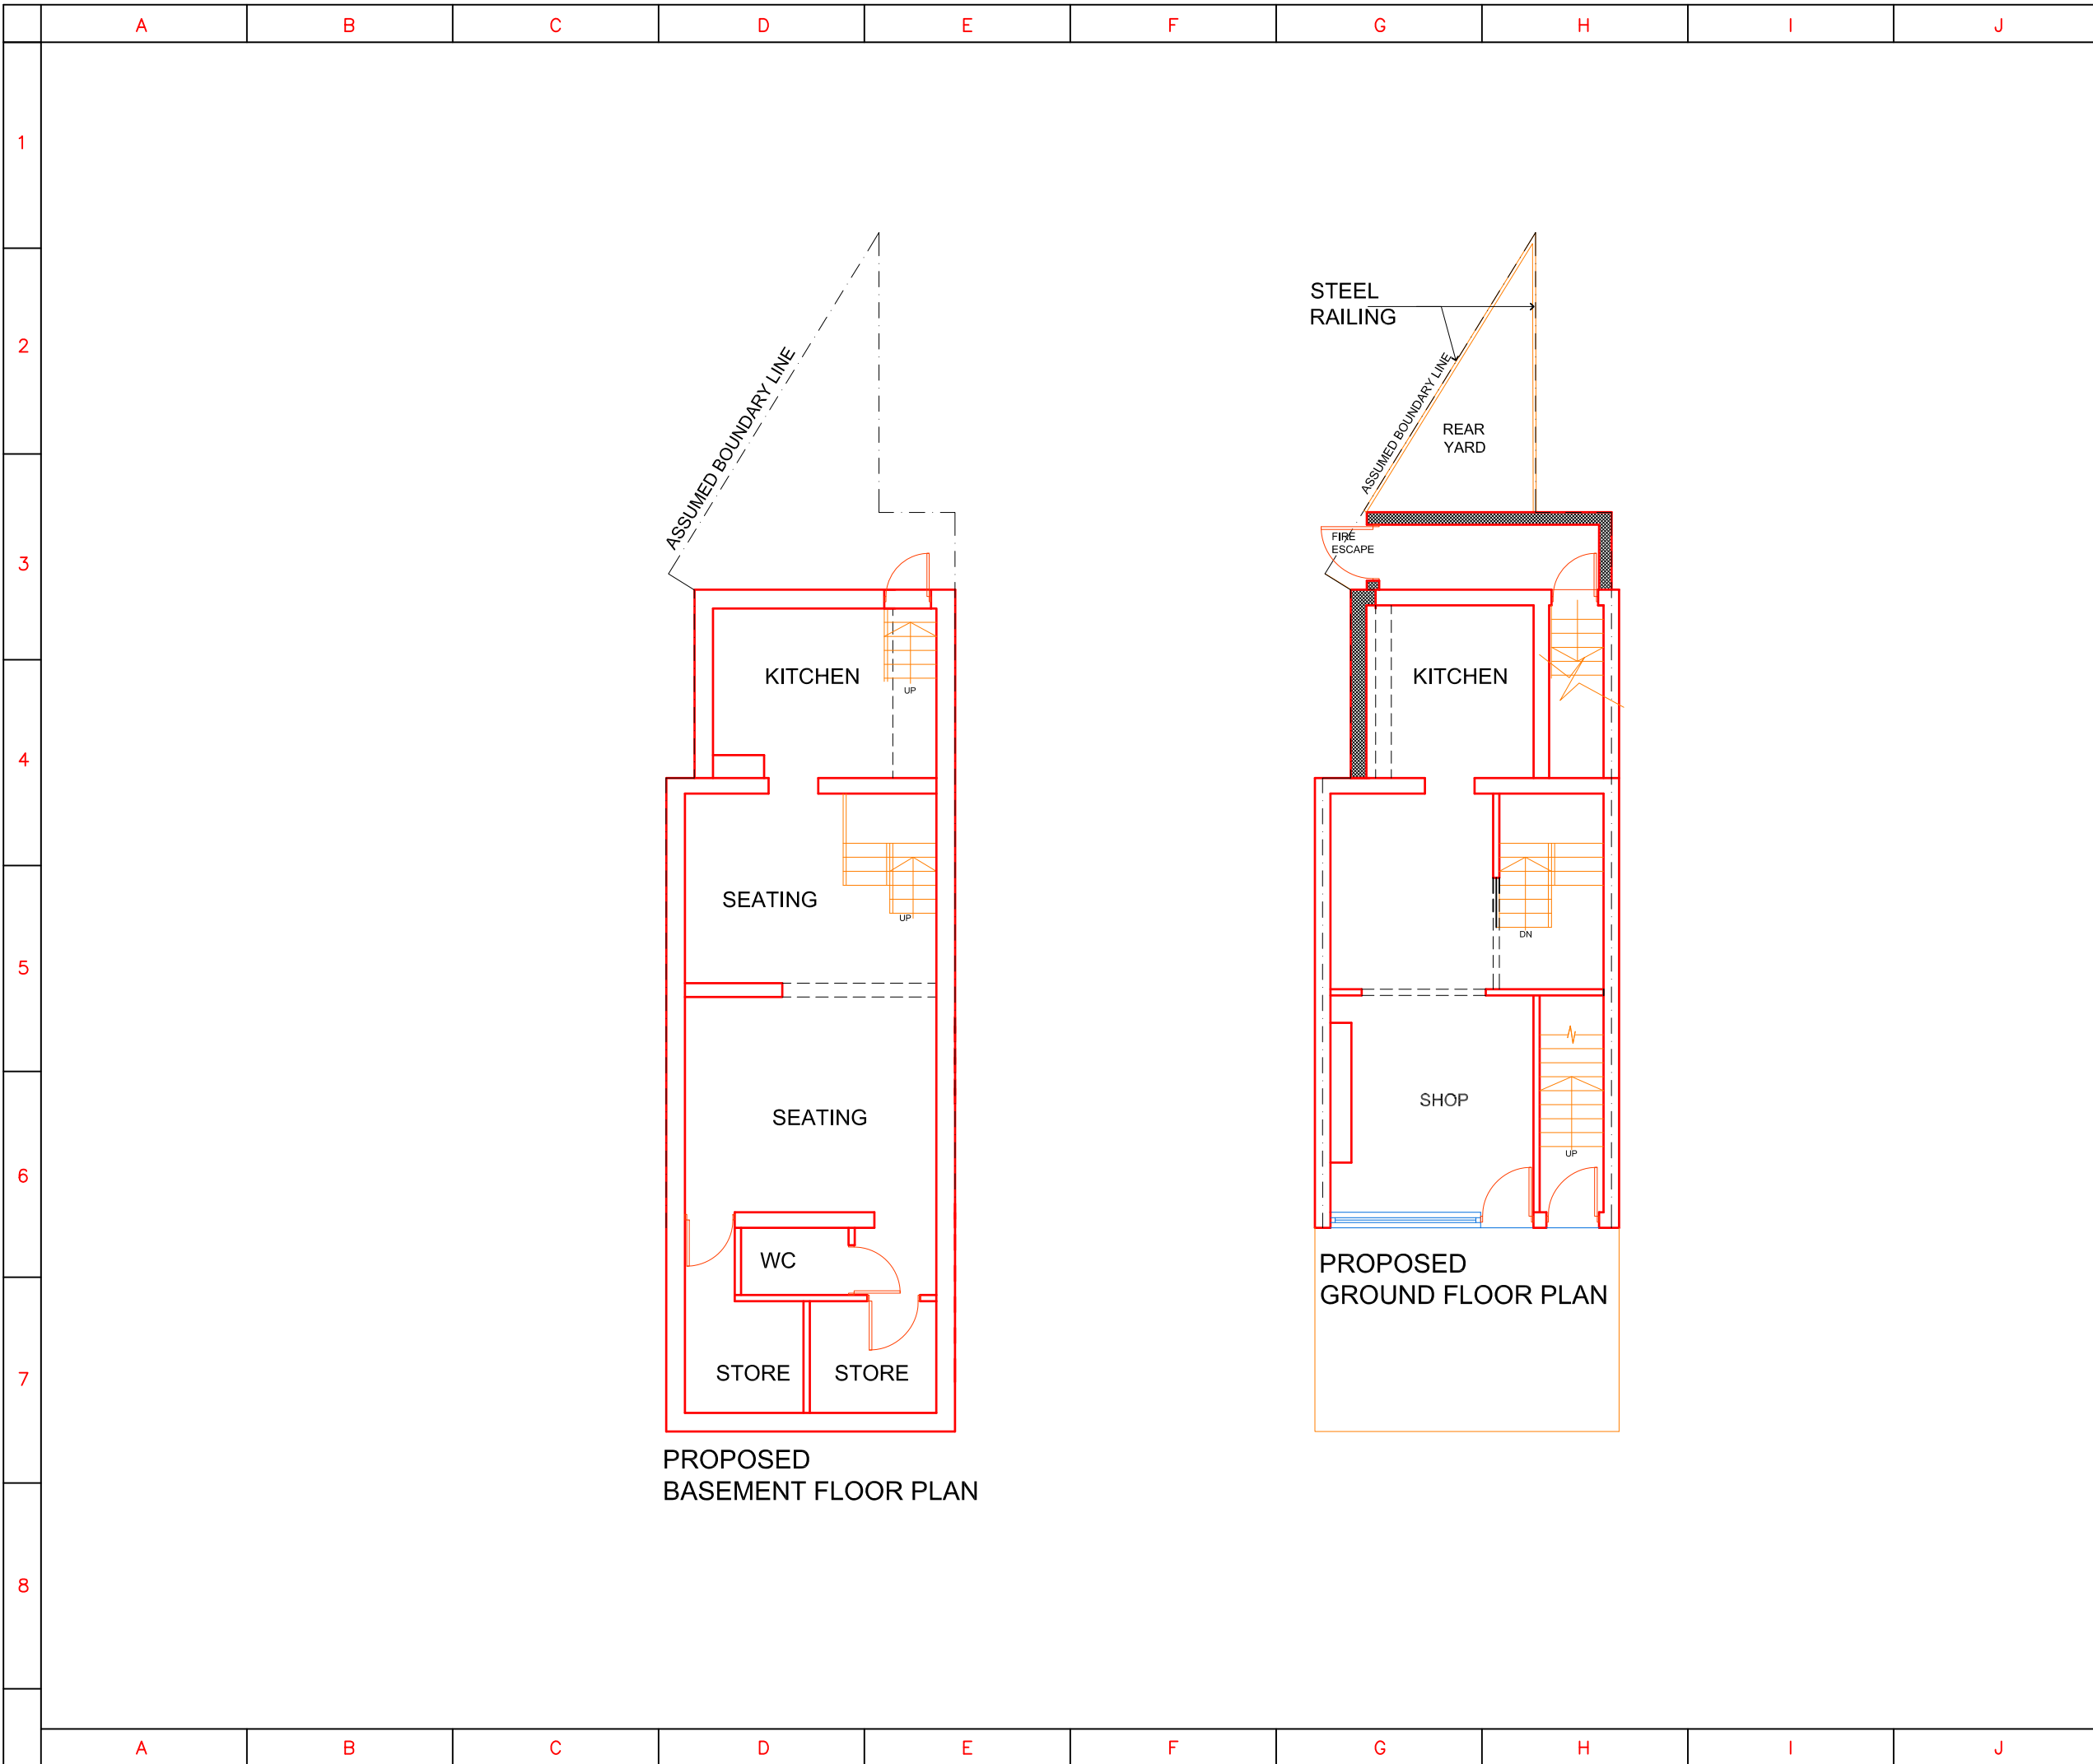 A B C D E F G H I J
1
STEEL
RAILING
2
ASSUMED BOUNDARY LINE
ASSUMED BOUNDARY LINE
REAR
YARD
3
FIRE
ESCAPE
KITCHEN
UP
KITCHEN
4
SEATING
UP
DN
5
SEATING
SHOP
UP
6
WC
PROPOSED
GROUND FLOOR PLAN
7
STORE
STORE
PROPOSED
BASEMENT FLOOR PLAN
8
A B C D E F G H I J